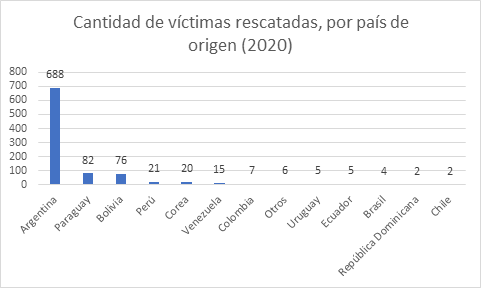 Cantidad de víctimas rescatadas, por país de
origen (2020)
800
700
600
500
400
300
200
100
0
688
82
76
21
20
15
7
6
5
5
4
2
2
Argentina
Paraguay
Bolivia
Perú
Corea
Venezuela
Colombia
Otros
Uruguay
Ecuador
Brasil
República Dominicana
Chile